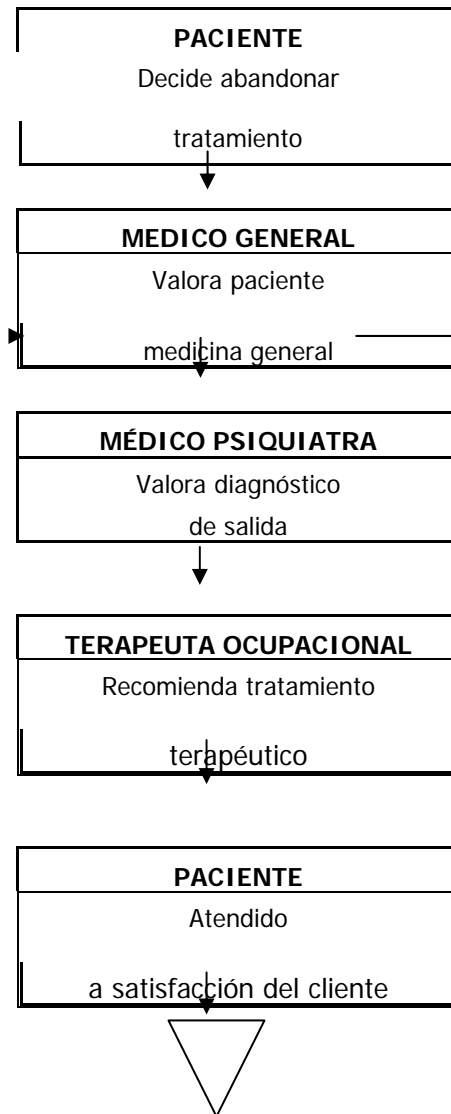 PACIENTE
Decide abandonar
tratamiento
MEDICO GENERAL
Valora paciente
medicina general
MÉDICO PSIQUIATRA
Valora diagnóstico
de salida
TERAPEUTA OCUPACIONAL
Recomienda tratamiento
terapéutico
PACIENTE
Atendido
a satisfacción del cliente